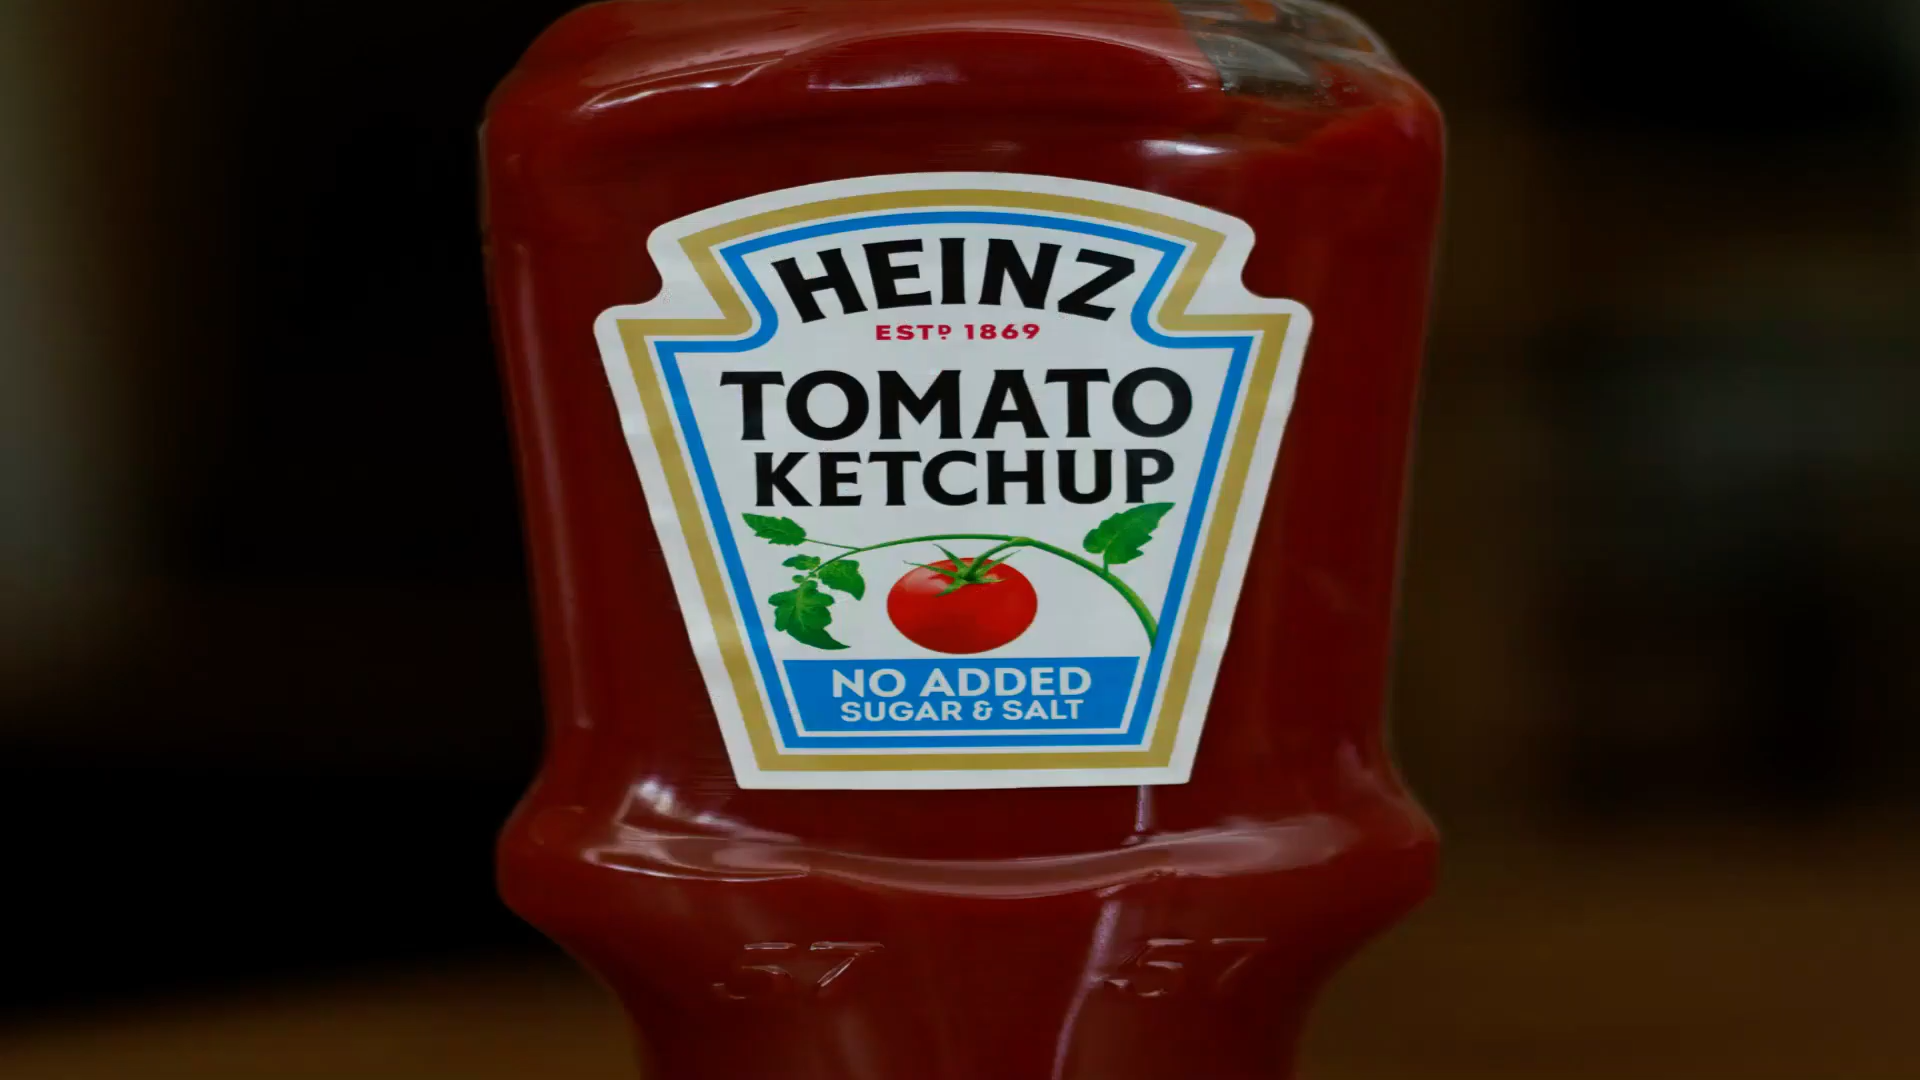 HEINZ
ESTD 1869
TOMATO
KETCHUP
NO ADDED
SUGAR & SALT
57 57